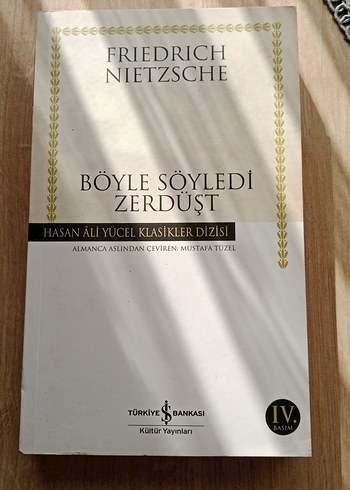 FRIEDRICH
NIETZSCHE
BÖYLE SÖYLEDİ
ZERDÜŞT
HASAN ÂLİ YÜCEL KLASİKLER DİZİSİ
ALMANCA ASLINDAN ÇEVİREN: MUSTAFA TÜZEL
TÜRKİYE İŞ BANKASI
Kültür Yayınları
IV.
BASIM